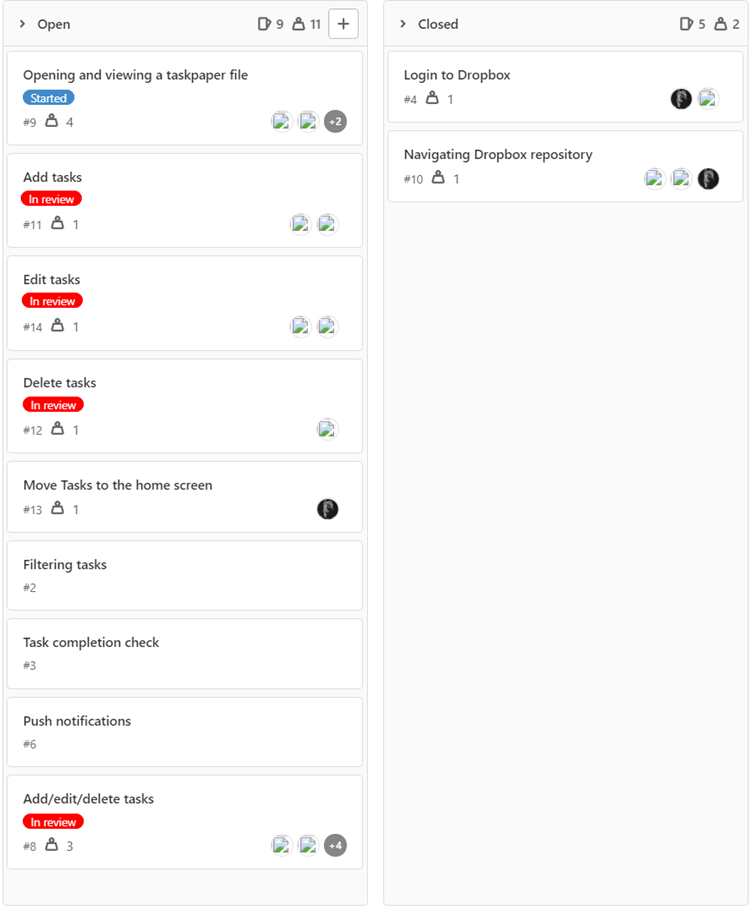 Open 9 11
Opening and viewing a taskpaper file
Started
#9 4 +2
Add tasks
In review
#11 1
Edit tasks
In review
#14 1
Delete tasks
In review
#12 1
Move Tasks to the home screen
#13 1
Filtering tasks
#2
Task completion check
#3
Push notifications
#6
Add/edit/delete tasks
In review
#8 3 +4
Closed 5 2
Login to Dropbox
#4 1
Navigating Dropbox repository
#10 1